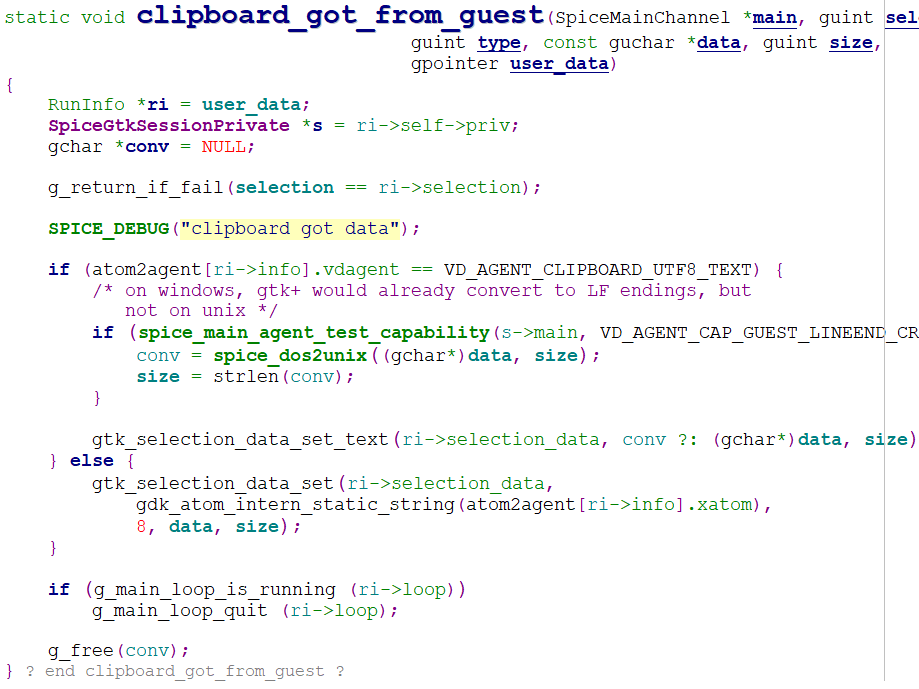 static void clipboard_got_from_guest(SpiceMainChannel *main, guint sel
guint type, const guchar *data, guint size,
gpointer user_data)
{
RunInfo *ri = user_data;
SpiceGtkSessionPrivate *s = ri->self->priv;
gchar *conv = NULL;
g_return_if_fail(selection == ri->selection);
SPICE_DEBUG("clipboard got data");
if (atom2agent[ri->info].vdagent == VD_AGENT_CLIPBOARD_UTF8_TEXT) {
/* on windows, gtk+ would already convert to LF endings, but
not on unix */
if (spice_main_agent_test_capability(s->main, VD_AGENT_CAP_GUEST_LINEEND_CR
conv = spice_dos2unix((gchar*)data, size);
size = strlen(conv);
}
gtk_selection_data_set_text(ri->selection_data, conv ?: (gchar*)data, size)
} else {
gtk_selection_data_set(ri->selection_data,
gdk_atom_intern_static_string(atom2agent[ri->info].xatom),
8, data, size);
}
if (g_main_loop_is_running (ri->loop))
g_main_loop_quit (ri->loop);
g_free(conv);
} ? end clipboard_got_from_guest ?